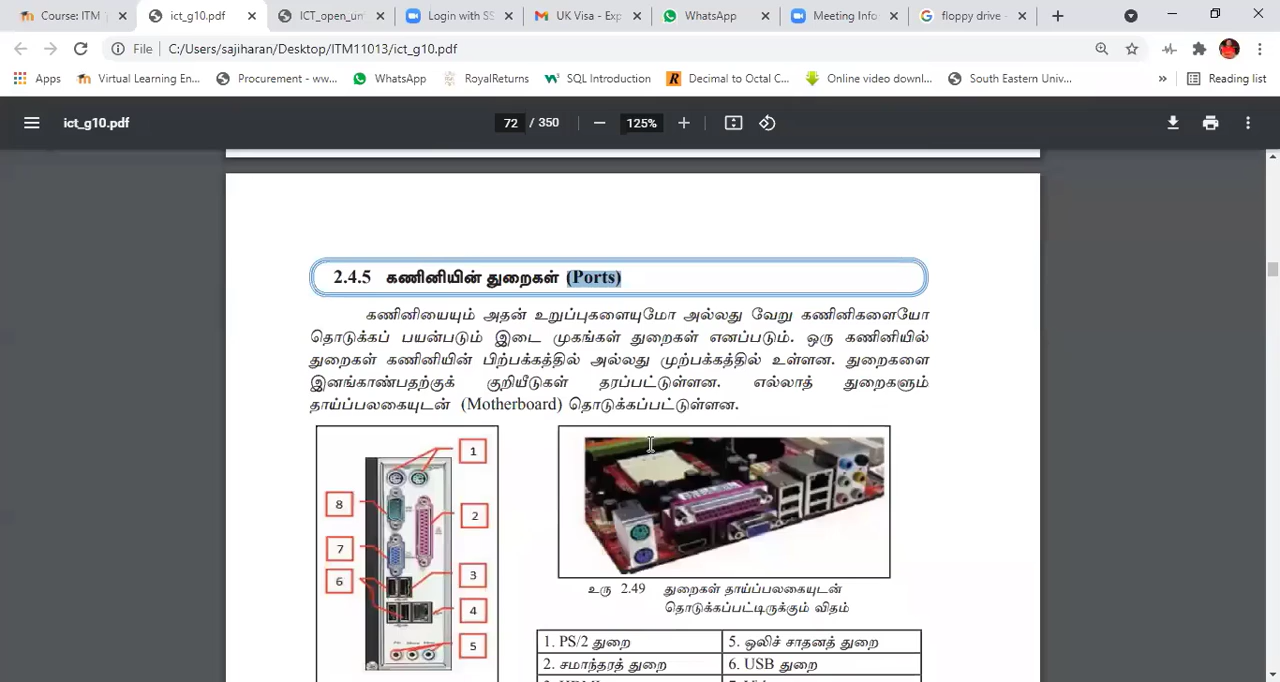 Course: ITM 1
ict_g10.pdf
ICT_open_un
Login with SS
UK Visa - Exp
WhatsApp
Meeting Info
floppy drive -
File
C:/Users/sajiharan/Desktop/ITM11013/ict_g10.pdf
Apps
Virtual Learning En...
Procurement - ww...
WhatsApp
RoyalReturns
SQL Introduction
Decimal to Octal C...
Online video downl...
South Eastern Univ...
»
Reading list
ict_g10.pdf
72 / 350
125%
2.4.5 கணினியின் துறைகள் (Ports)
கணினியையும் அதன் உறுப்புகளையுமோ அல்லது வேறு கணினிகளையோ
தொடுக்கப் பயன்படும் இடை முகங்கள் துறைகள் எனப்படும். ஒரு கணினியில்
துறைகள் கணினியின் பிற்பக்கத்தில் அல்லது முற்பக்கத்தில் உள்ளன. துறைகளை
இனங்காண்பதற்குக் குறியீடுகள் தரப்பட்டுள்ளன. எல்லாத் துறைகளும்
தாய்ப்பலகையுடன் (Motherboard) தொடுக்கப்பட்டுள்ளன.
1
8
2
7
6
3
4
5
உரு 2.49 துறைகள் தாய்ப்பலகையுடன்
தொடுக்கப்பட்டிருக்கும் விதம்
1. PS/2 துறை
5. ஒலிச் சாதனத் துறை
2. சமாந்தரத் துறை
6. USB துறை